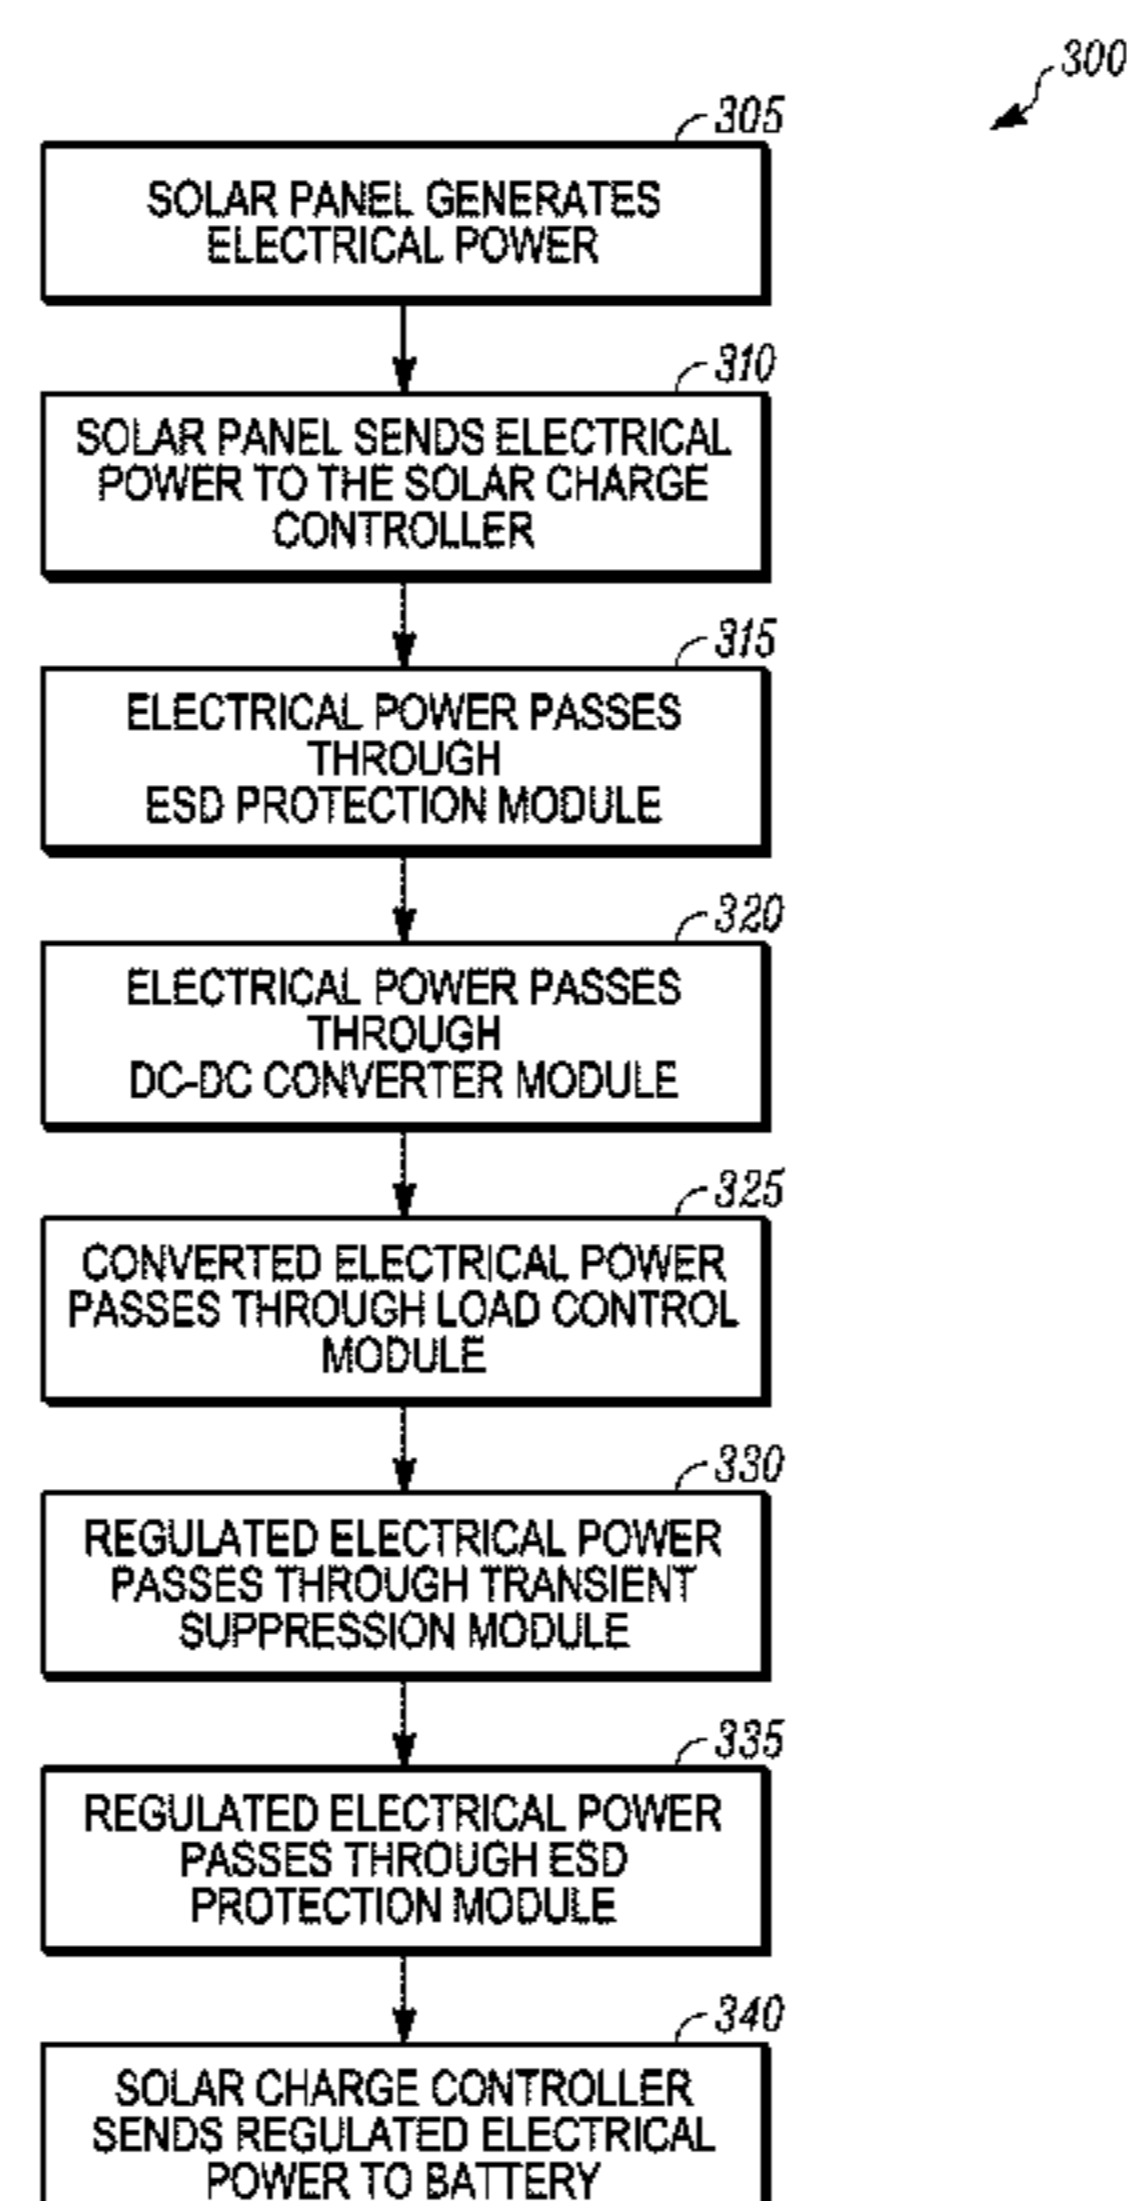 300
305
SOLAR PANEL GENERATES
ELECTRICAL POWER
310
SOLAR PANEL SENDS ELECTRICAL
POWER TO THE SOLAR CHARGE
CONTROLLER
315
ELECTRICAL POWER PASSES
THROUGH
ESD PROTECTION MODULE
320
ELECTRICAL POWER PASSES
THROUGH
DC-DC CONVERTER MODULE
325
CONVERTED ELECTRICAL POWER
PASSES THROUGH LOAD CONTROL
MODULE
330
REGULATED ELECTRICAL POWER
PASSES THROUGH TRANSIENT
SUPPRESSION MODULE
335
REGULATED ELECTRICAL POWER
PASSES THROUGH ESD
PROTECTION MODULE
340
SOLAR CHARGE CONTROLLER
SENDS REGULATED ELECTRICAL
POWER TO BATTERY